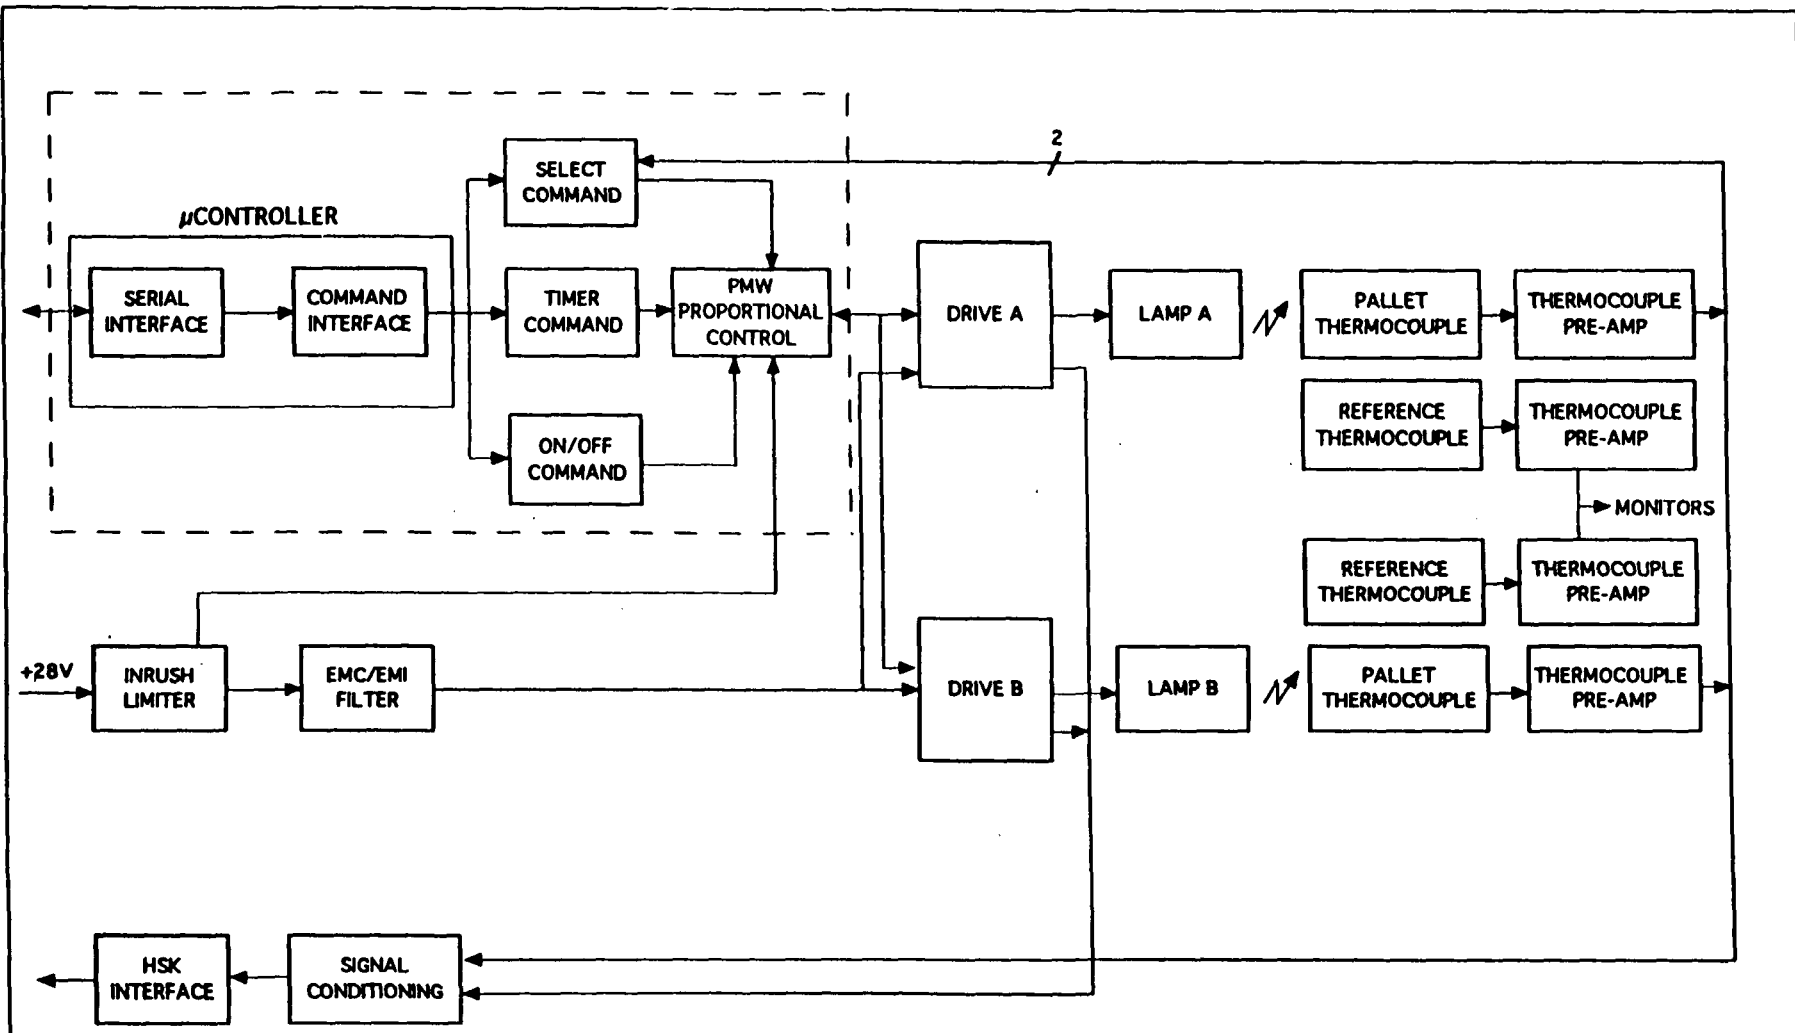 2
SELECT
COMMAND
µCONTROLLER
SERIAL
INTERFACE
COMMAND
INTERFACE
TIMER
COMMAND
PMW
PROPORTIONAL
CONTROL
DRIVE A
LAMP A
PALLET
THERMOCOUPLE
THERMOCOUPLE
PRE-AMP
ON/OFF
COMMAND
REFERENCE
THERMOCOUPLE
THERMOCOUPLE
PRE-AMP
MONITORS
REFERENCE
THERMOCOUPLE
THERMOCOUPLE
PRE-AMP
+28V
INRUSH
LIMITER
EMC/EMI
FILTER
DRIVE B
LAMP B
PALLET
THERMOCOUPLE
THERMOCOUPLE
PRE-AMP
HSK
INTERFACE
SIGNAL
CONDITIONING